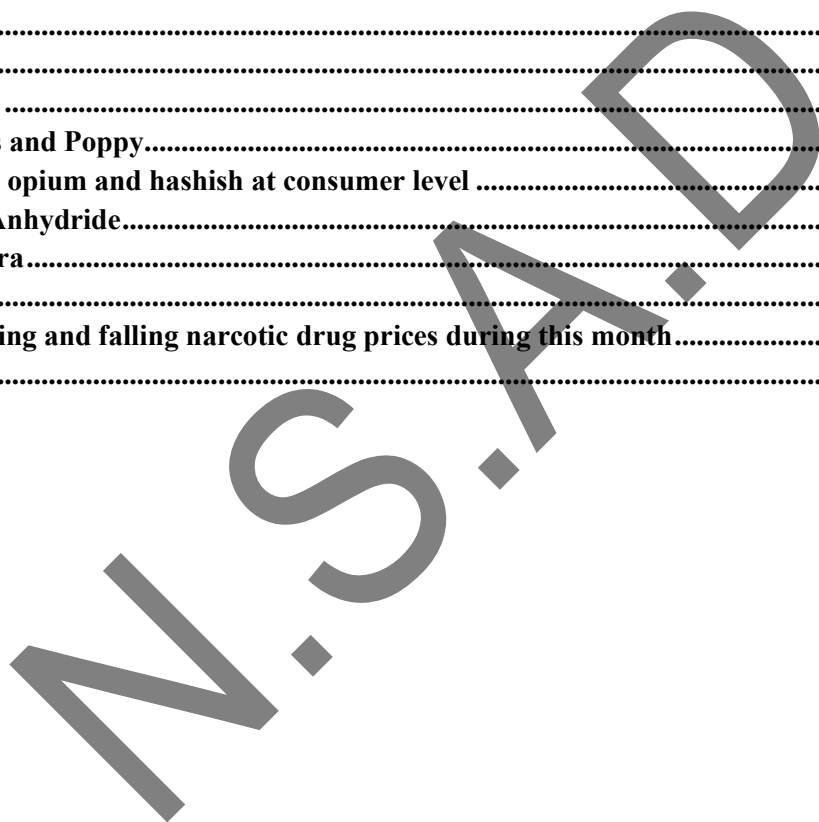 ....................
....................
....................
s and Poppy....................
opium and hashish at consumer level ....................
Anhydride....................
ra....................
....................
ing and falling narcotic drug prices during this month....................
....................
N.S.A.D